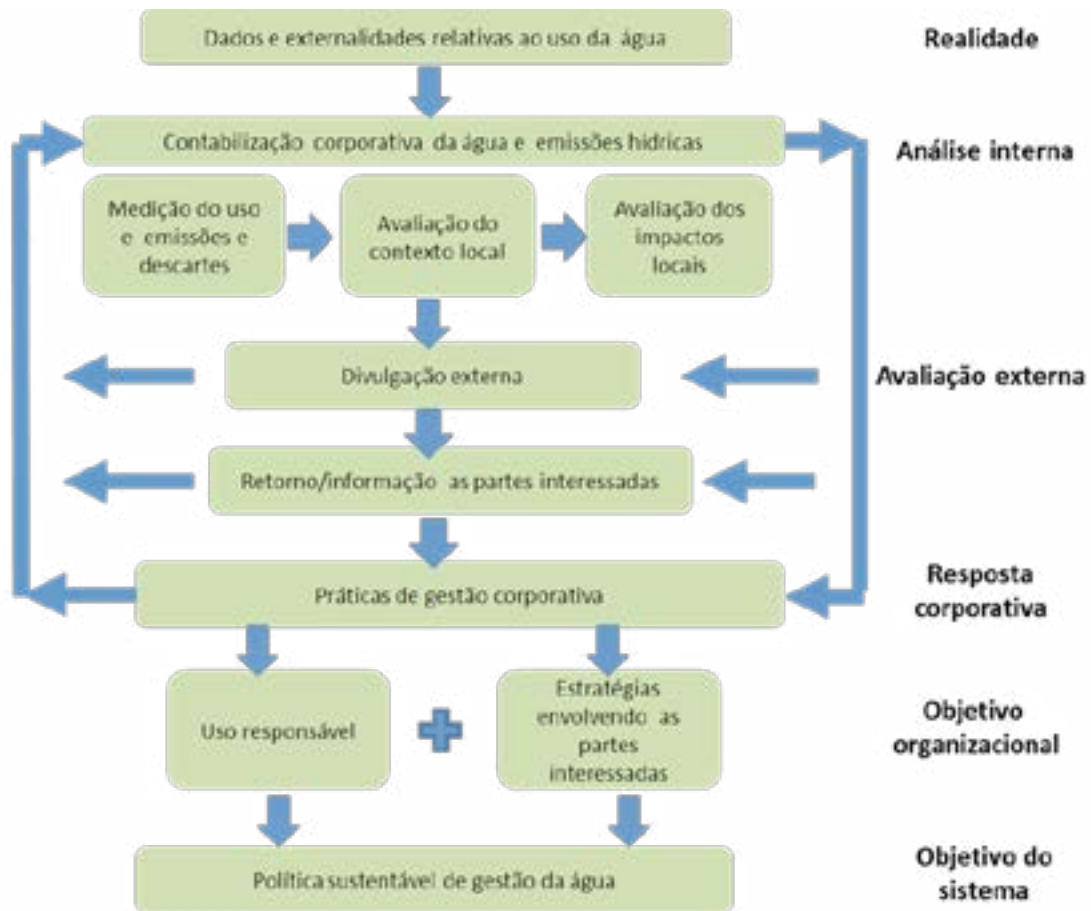 Dados e externalidades relativas ao uso da água
Realidade
Contabilização corporativa da água e emissões hídricas
Análise interna
Medição do uso
e emissões e
descartes
Avaliação do
contexto local
Avaliação dos
impactos
locais
Divulgação externa
Avaliação externa
Retorno/informação as partes interessadas
Práticas de gestão corporativa
Resposta
corporativa
Uso responsável
Estratégias
envolvendo as
partes
interessadas
Objetivo
organizacional
Política sustentável de gestão da água
Objetivo do
sistema